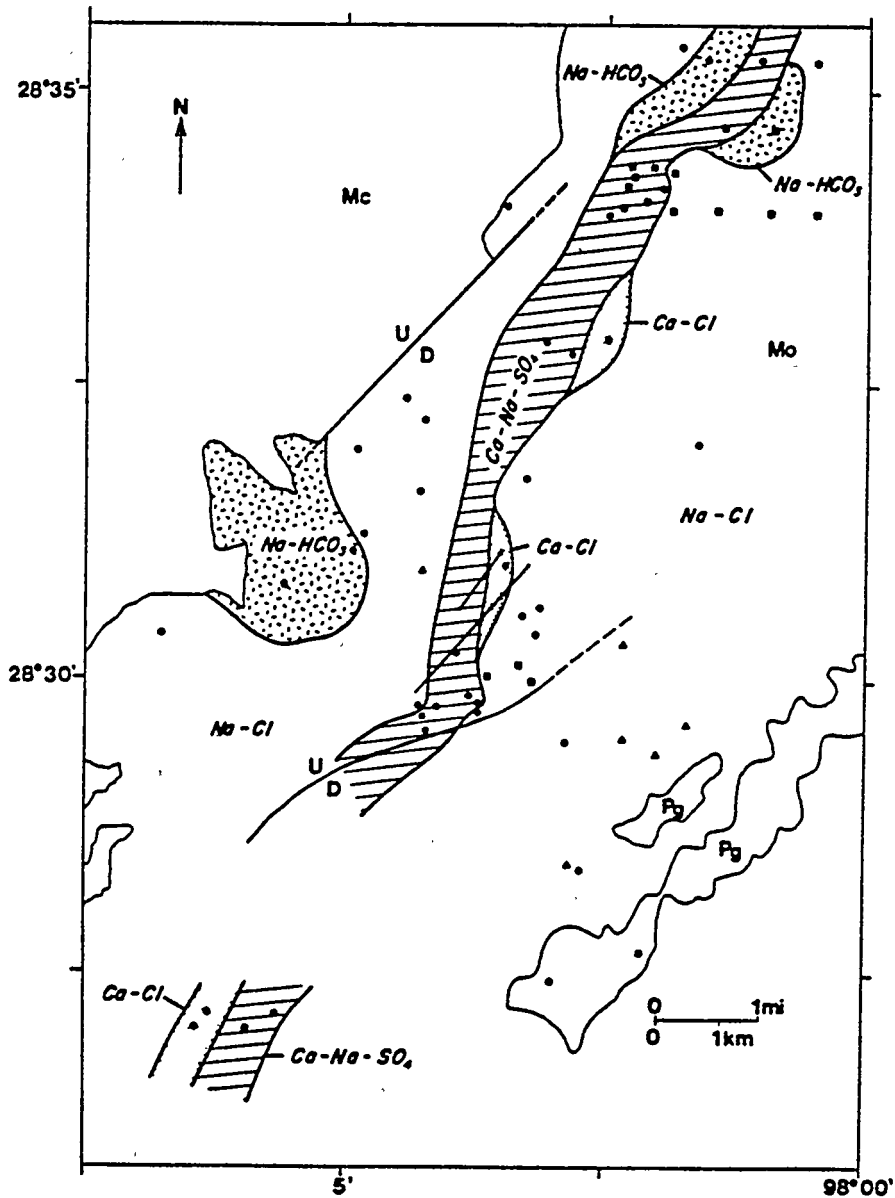 Na-HCO₃
28°35'
N
Na-HCO₃
Mc
Ca-Cl
U
D
Mo
Ca-Na-SO₄
Na-Cl
Na-HCO₃
Ca-Cl
28°30'
Na-Cl
U
D
Pg
Pg
Ca-Cl
0 1mi
0 1km
Ca-Na-SO₄
5'
98°00'